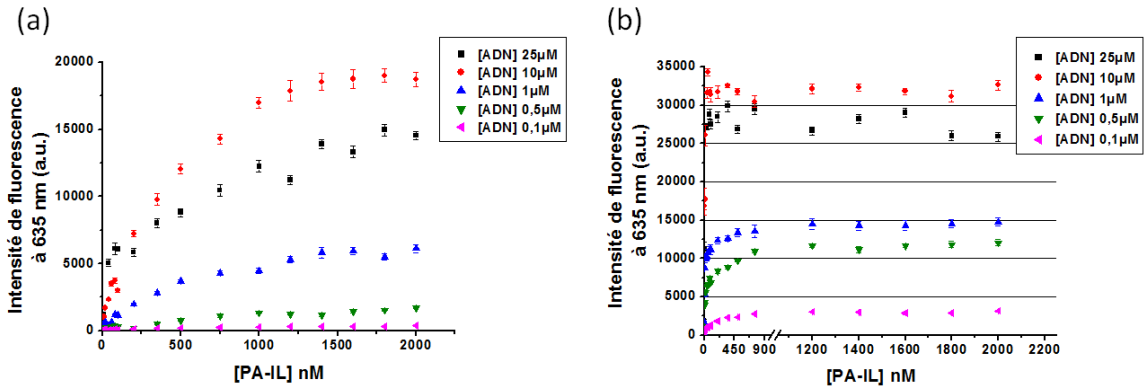 (a)
Intensité de fluorescence
à 635 nm (a.u.)
20000
15000
10000
5000
0
0 500 1000 1500 2000
[PA-IL] nM
[ADN] 25µM
[ADN] 10µM
[ADN] 1µM
[ADN] 0,5µM
[ADN] 0,1µM
(b)
Intensité de fluorescence
à 635 nm (a.u.)
35000
30000
25000
20000
15000
10000
5000
0
0 450 900 1200 1400 1600 1800 2000 2200
[PA-IL] nM
[ADN] 25µM
[ADN] 10µM
[ADN] 1µM
[ADN] 0,5µM
[ADN] 0,1µM